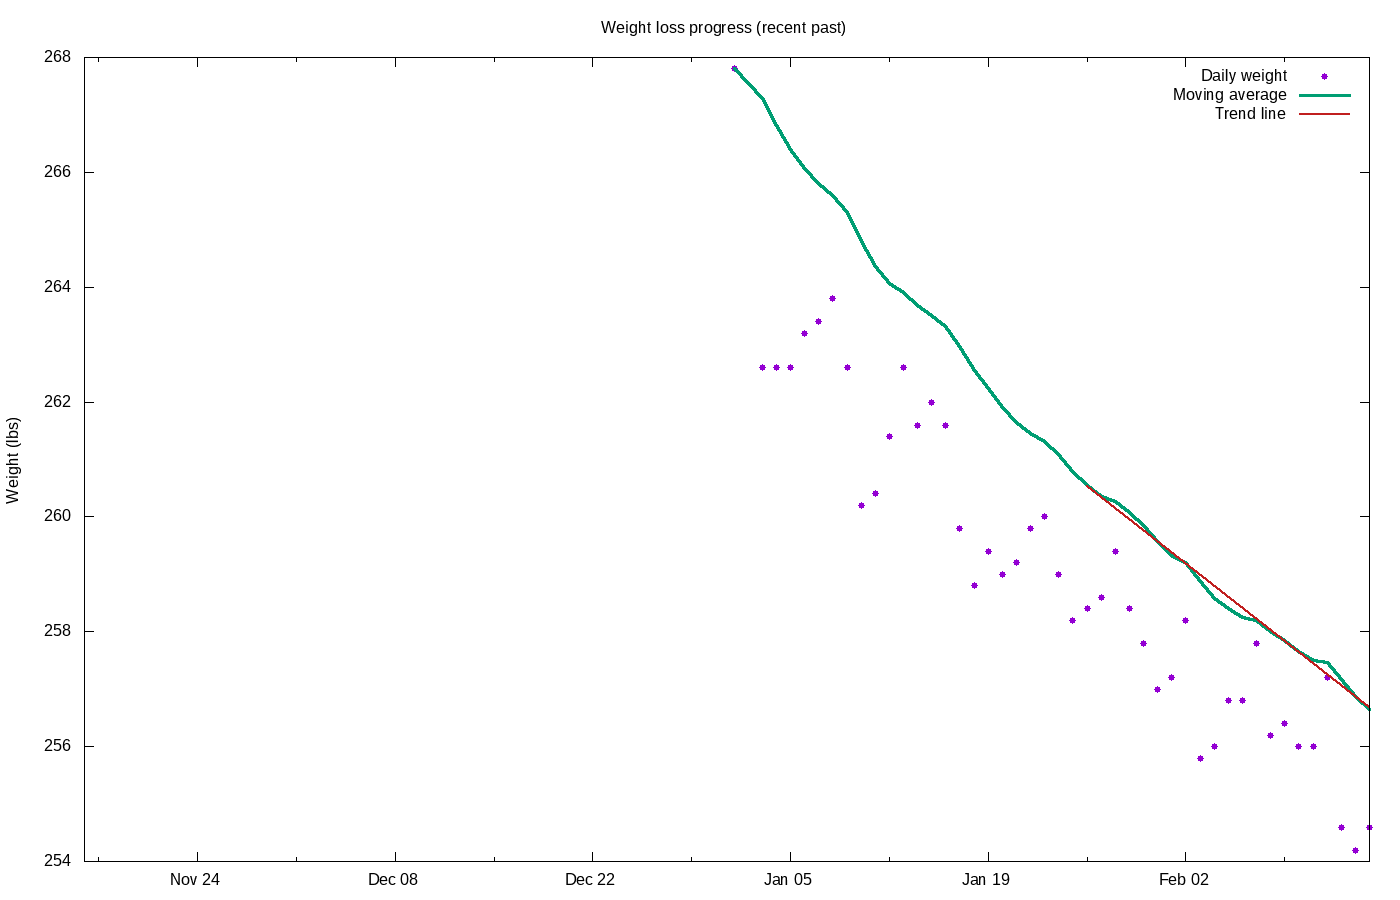 Weight loss progress (recent past)
268
266
264
262
260
258
256
254
Weight (lbs)
Daily weight
Moving average
Trend line
Nov 24
Dec 08
Dec 22
Jan 05
Jan 19
Feb 02